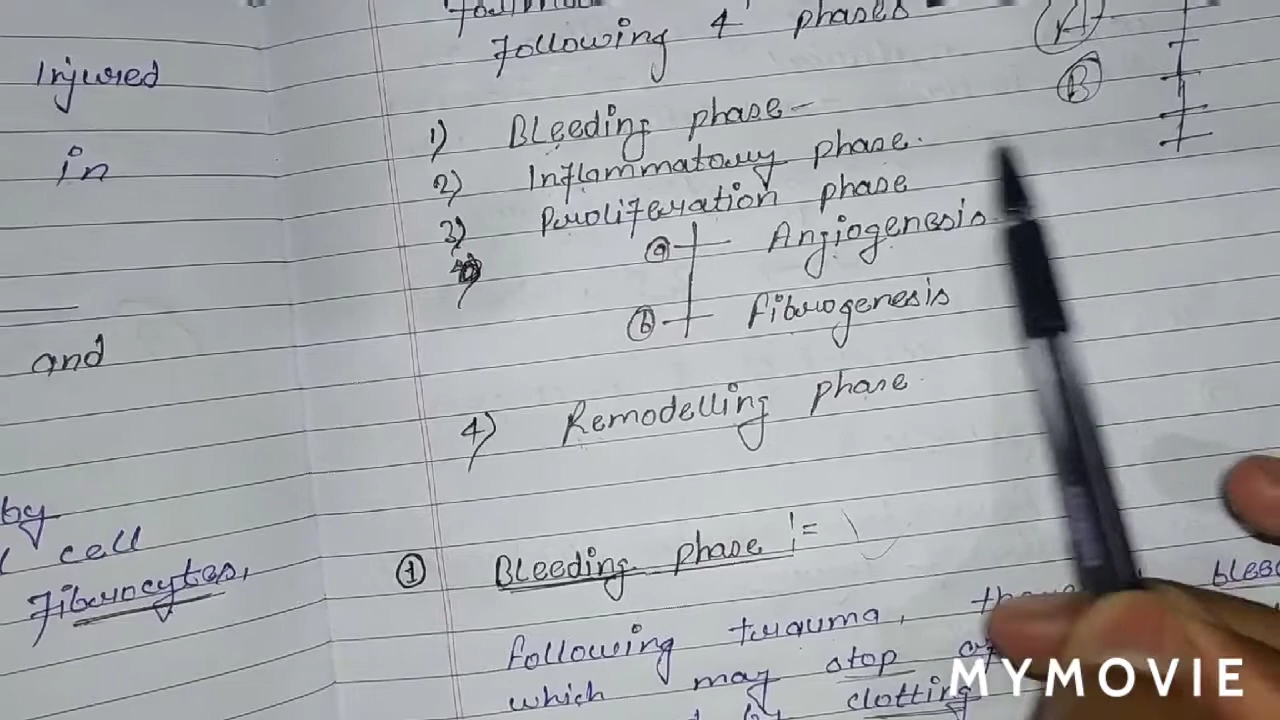 Injured
in
and
by
cell
fibrocytes,
following 4 phases
(A)
(B)
1) Bleeding phase -
2) Inflammatory phase.
3) Proliferation phase
(a) Angiogenesis
(b) Fibrogenesis
4) Remodelling phase
(1) Bleeding phase :=
following trauma,
which may stop
by clotting
MYMOVIE